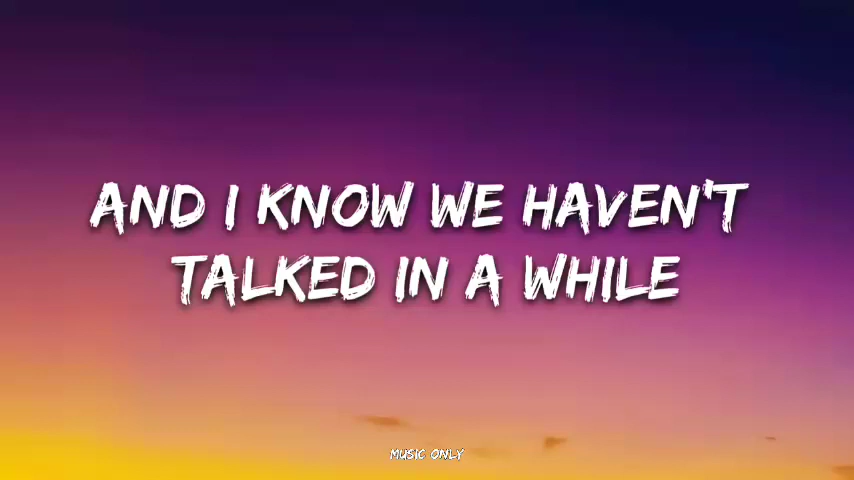 AND I KNOW WE HAVEN'T
TALKED IN A WHILE
MUSIC ONLY